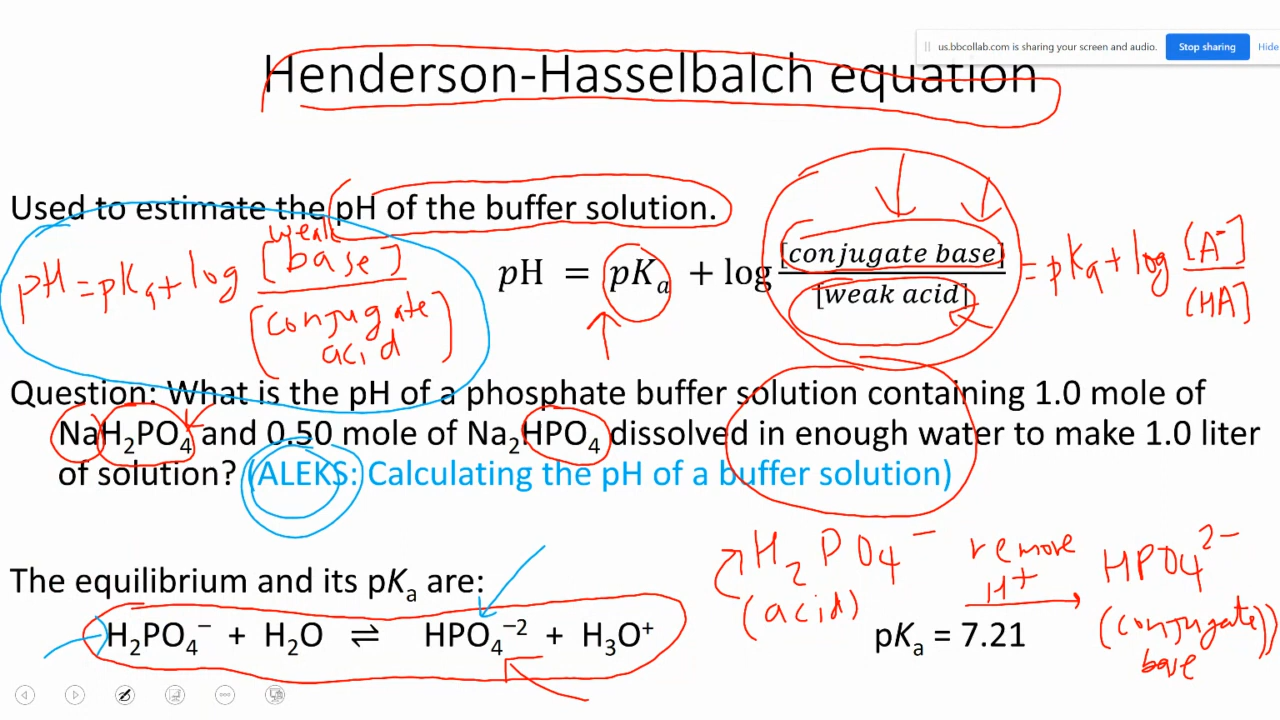 us.bbcollab.com is sharing your screen and audio. Stop sharing Hide
Henderson-Hasselbalch equation
Used to estimate the pH of the buffer solution.
pH = pKₐ + log [weak base] / [conjugate acid]
pH = pKₐ + log [conjugate base] / [weak acid] = pKₐ + log [A⁻] / [HA]
Question: What is the pH of a phosphate buffer solution containing 1.0 mole of
NaH₂PO₄ and 0.50 mole of Na₂HPO₄ dissolved in enough water to make 1.0 liter
of solution? (ALEKS: Calculating the pH of a buffer solution)
H₂PO₄⁻ (acid) remove H⁺ HPO₄²⁻ (conjugate base)
The equilibrium and its pKₐ are:
H₂PO₄⁻ + H₂O ⇌ HPO₄⁻² + H₃O⁺ pKₐ = 7.21